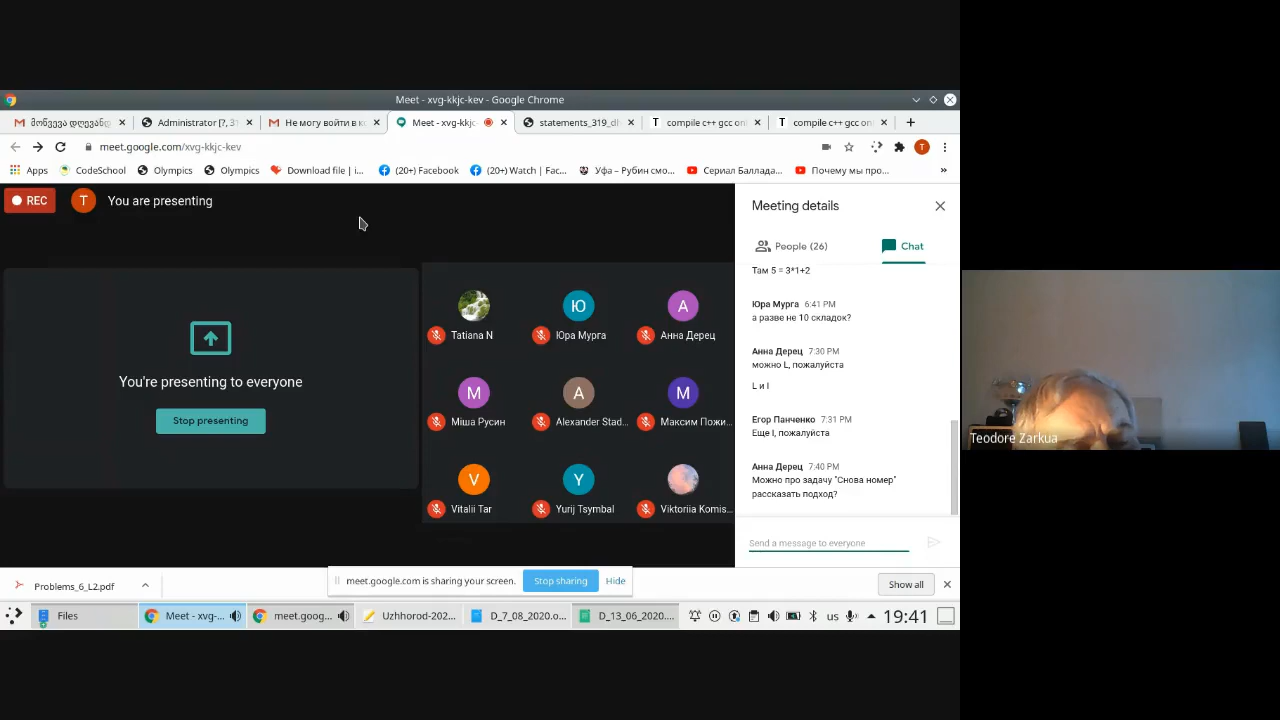 Meet - xvg-kkjc-kev - Google Chrome
მოწვევა დღევანდ
Administrator [?, 31
Не могу войти в ко
Meet - xvg-kkjc-
statements_319_dl
compile c++ gcc on
compile c++ gcc on
meet.google.com/xvg-kkjc-kev
T
Apps
CodeSchool
Olympics
Olympics
Download file | i...
(20+) Facebook
(20+) Watch | Fac...
Уфа – Рубин смо...
Сериал Баллада...
Почему мы про...
»
REC
T
You are presenting
You're presenting to everyone
Stop presenting
Tatiana N
Ю
Юра Мурга
А
Анна Дерец
М
Міша Русин
A
Alexander Stad...
М
Максим Пожи...
V
Vitalii Tar
Y
Yurij Tsymbal
Viktoriia Komis...
Meeting details
People (26)
Chat
Там 5 = 3*1+2
Юра Мурга 6:41 PM
а разве не 10 складок?
Анна Дерец 7:30 PM
можно L, пожалуйста
L и I
Егор Панченко 7:31 PM
Еще I, пожалуйста
Анна Дерец 7:40 PM
Можно про задачу "Снова номер"
рассказать подход?
Send a message to everyone
Teodore Zarkua
Problems_6_L2.pdf
meet.google.com is sharing your screen.
Stop sharing
Hide
Show all
Files
Meet - xvg-...
meet.goog...
Uzhhorod-202...
D_7_08_2020.o...
D_13_06_2020....
us
19:41